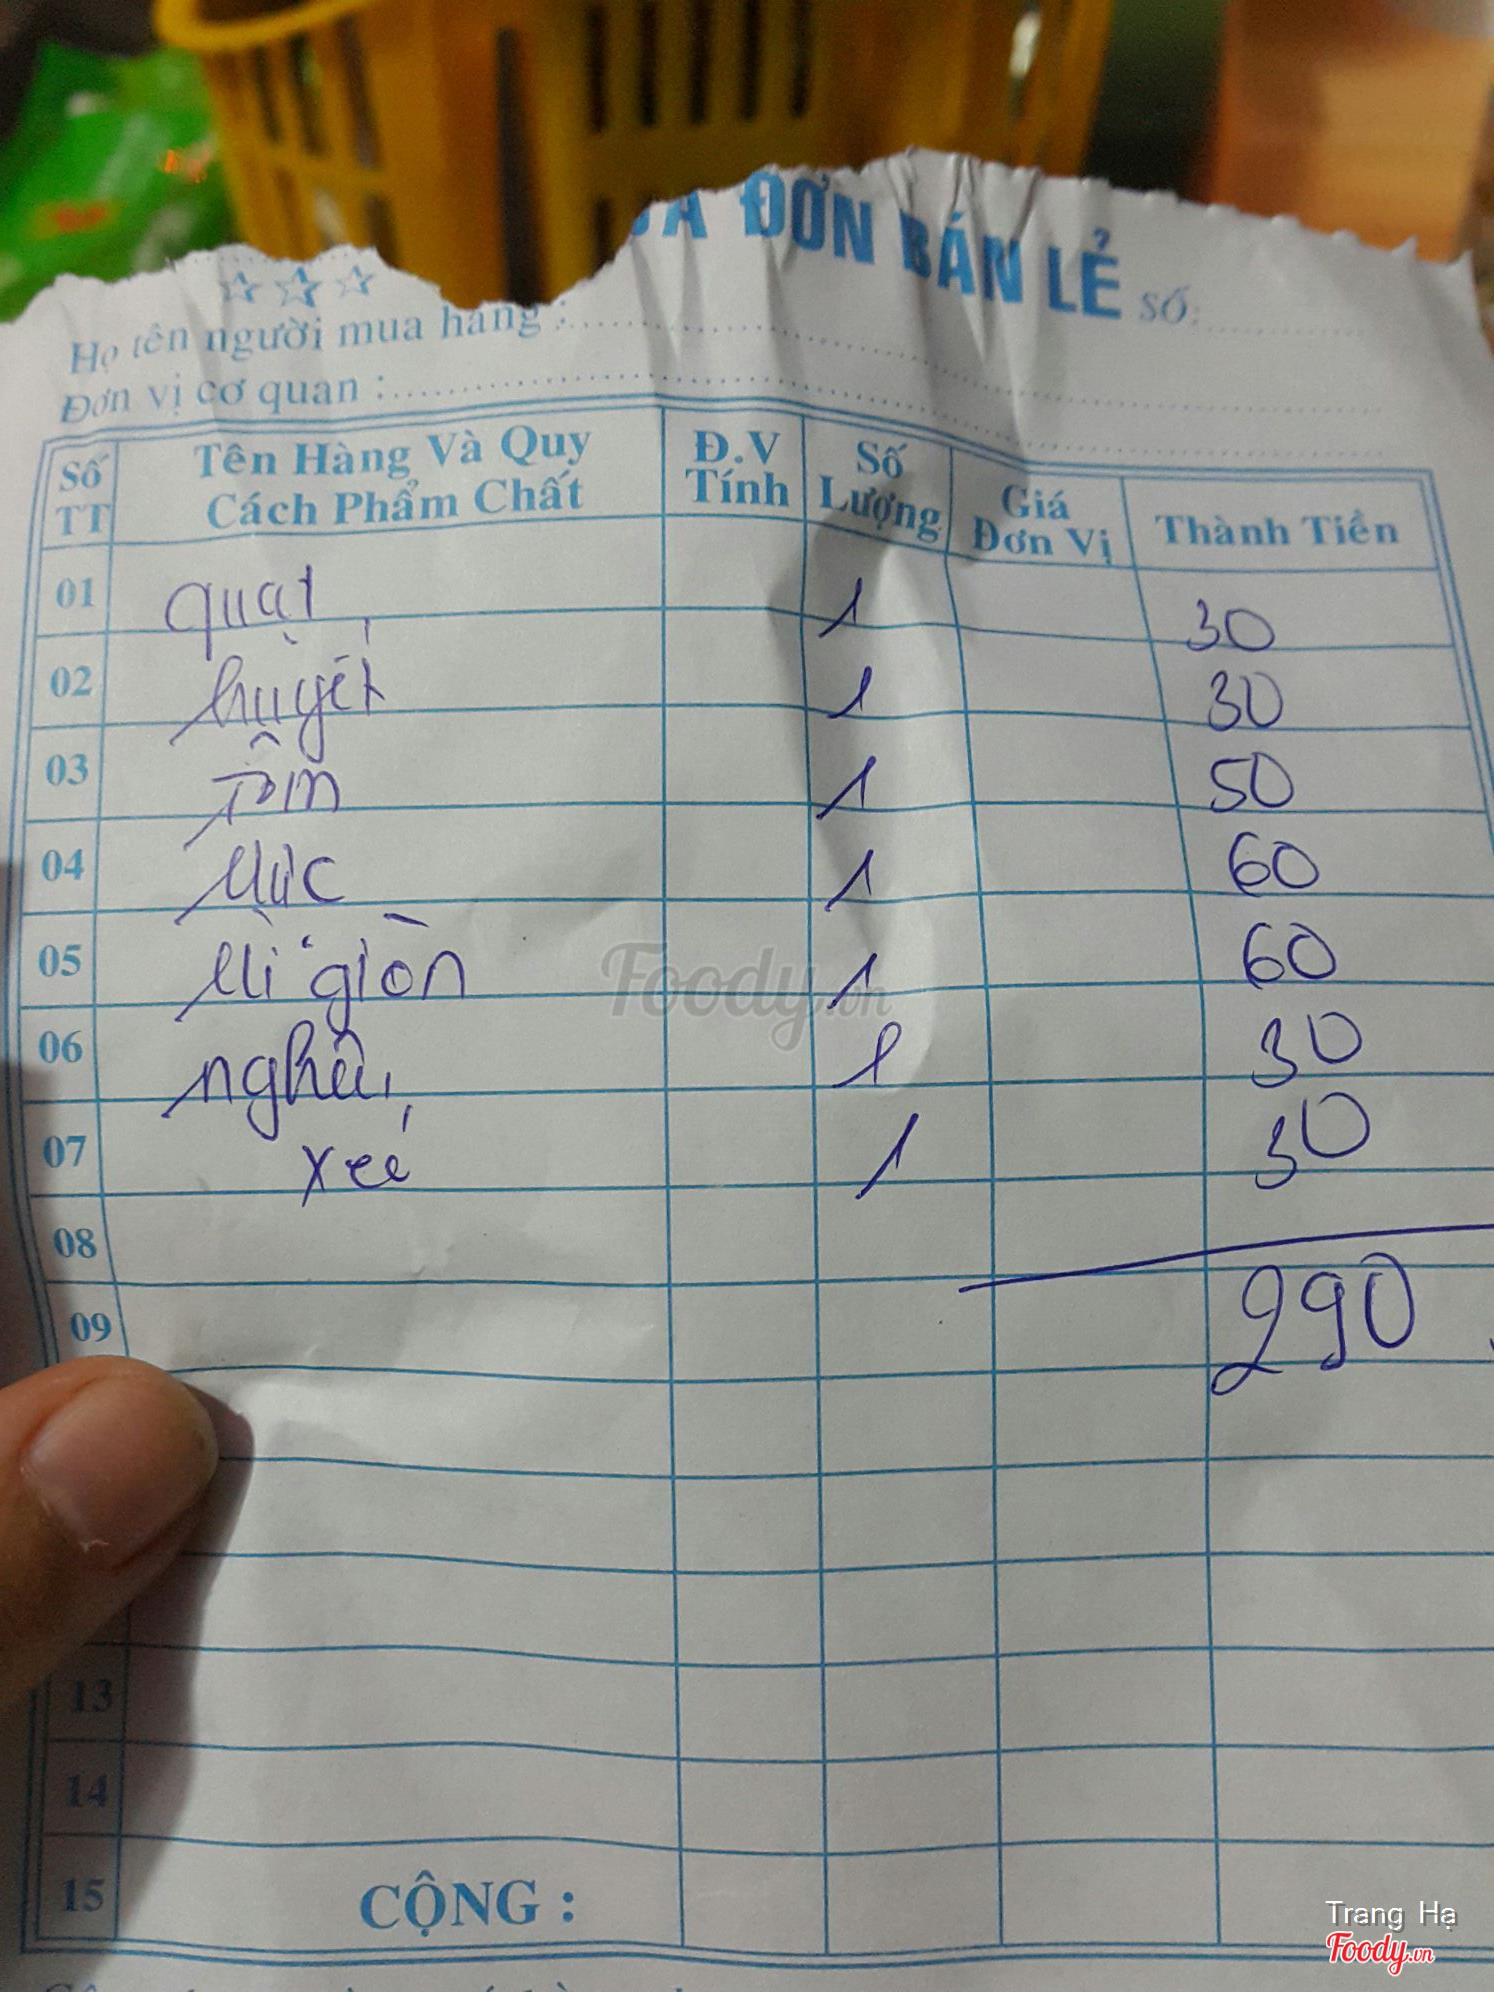 ĐƠN BÁN LẺ Số:
Họ tên người mua hàng :
Đơn vị cơ quan :
Số TT Tên Hàng Và Quy Cách Phẩm Chất Đ.V Tính Số Lượng Giá Đơn Vị Thành Tiền
01 quạt 1 30
02 huyết 1 30
03 Tôm 1 50
04 Mực 1 60
05 Mì giòn 1 60
06 1 30
07 1 30
08
09 290
13
14
15 CỘNG :
Foody.vn
Trang Hạ
Foody.vn